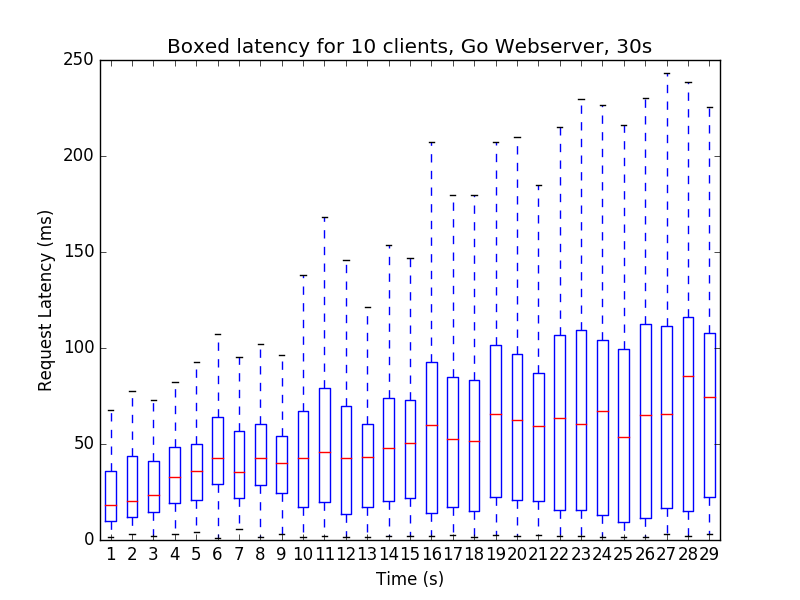 Boxed latency for 10 clients, Go Webserver, 30s
250
200
150
100
50
0
Request Latency (ms)
1 2 3 4 5 6 7 8 9 10 11 12 13 14 15 16 17 18 19 20 21 22 23 24 25 26 27 28 29
Time (s)